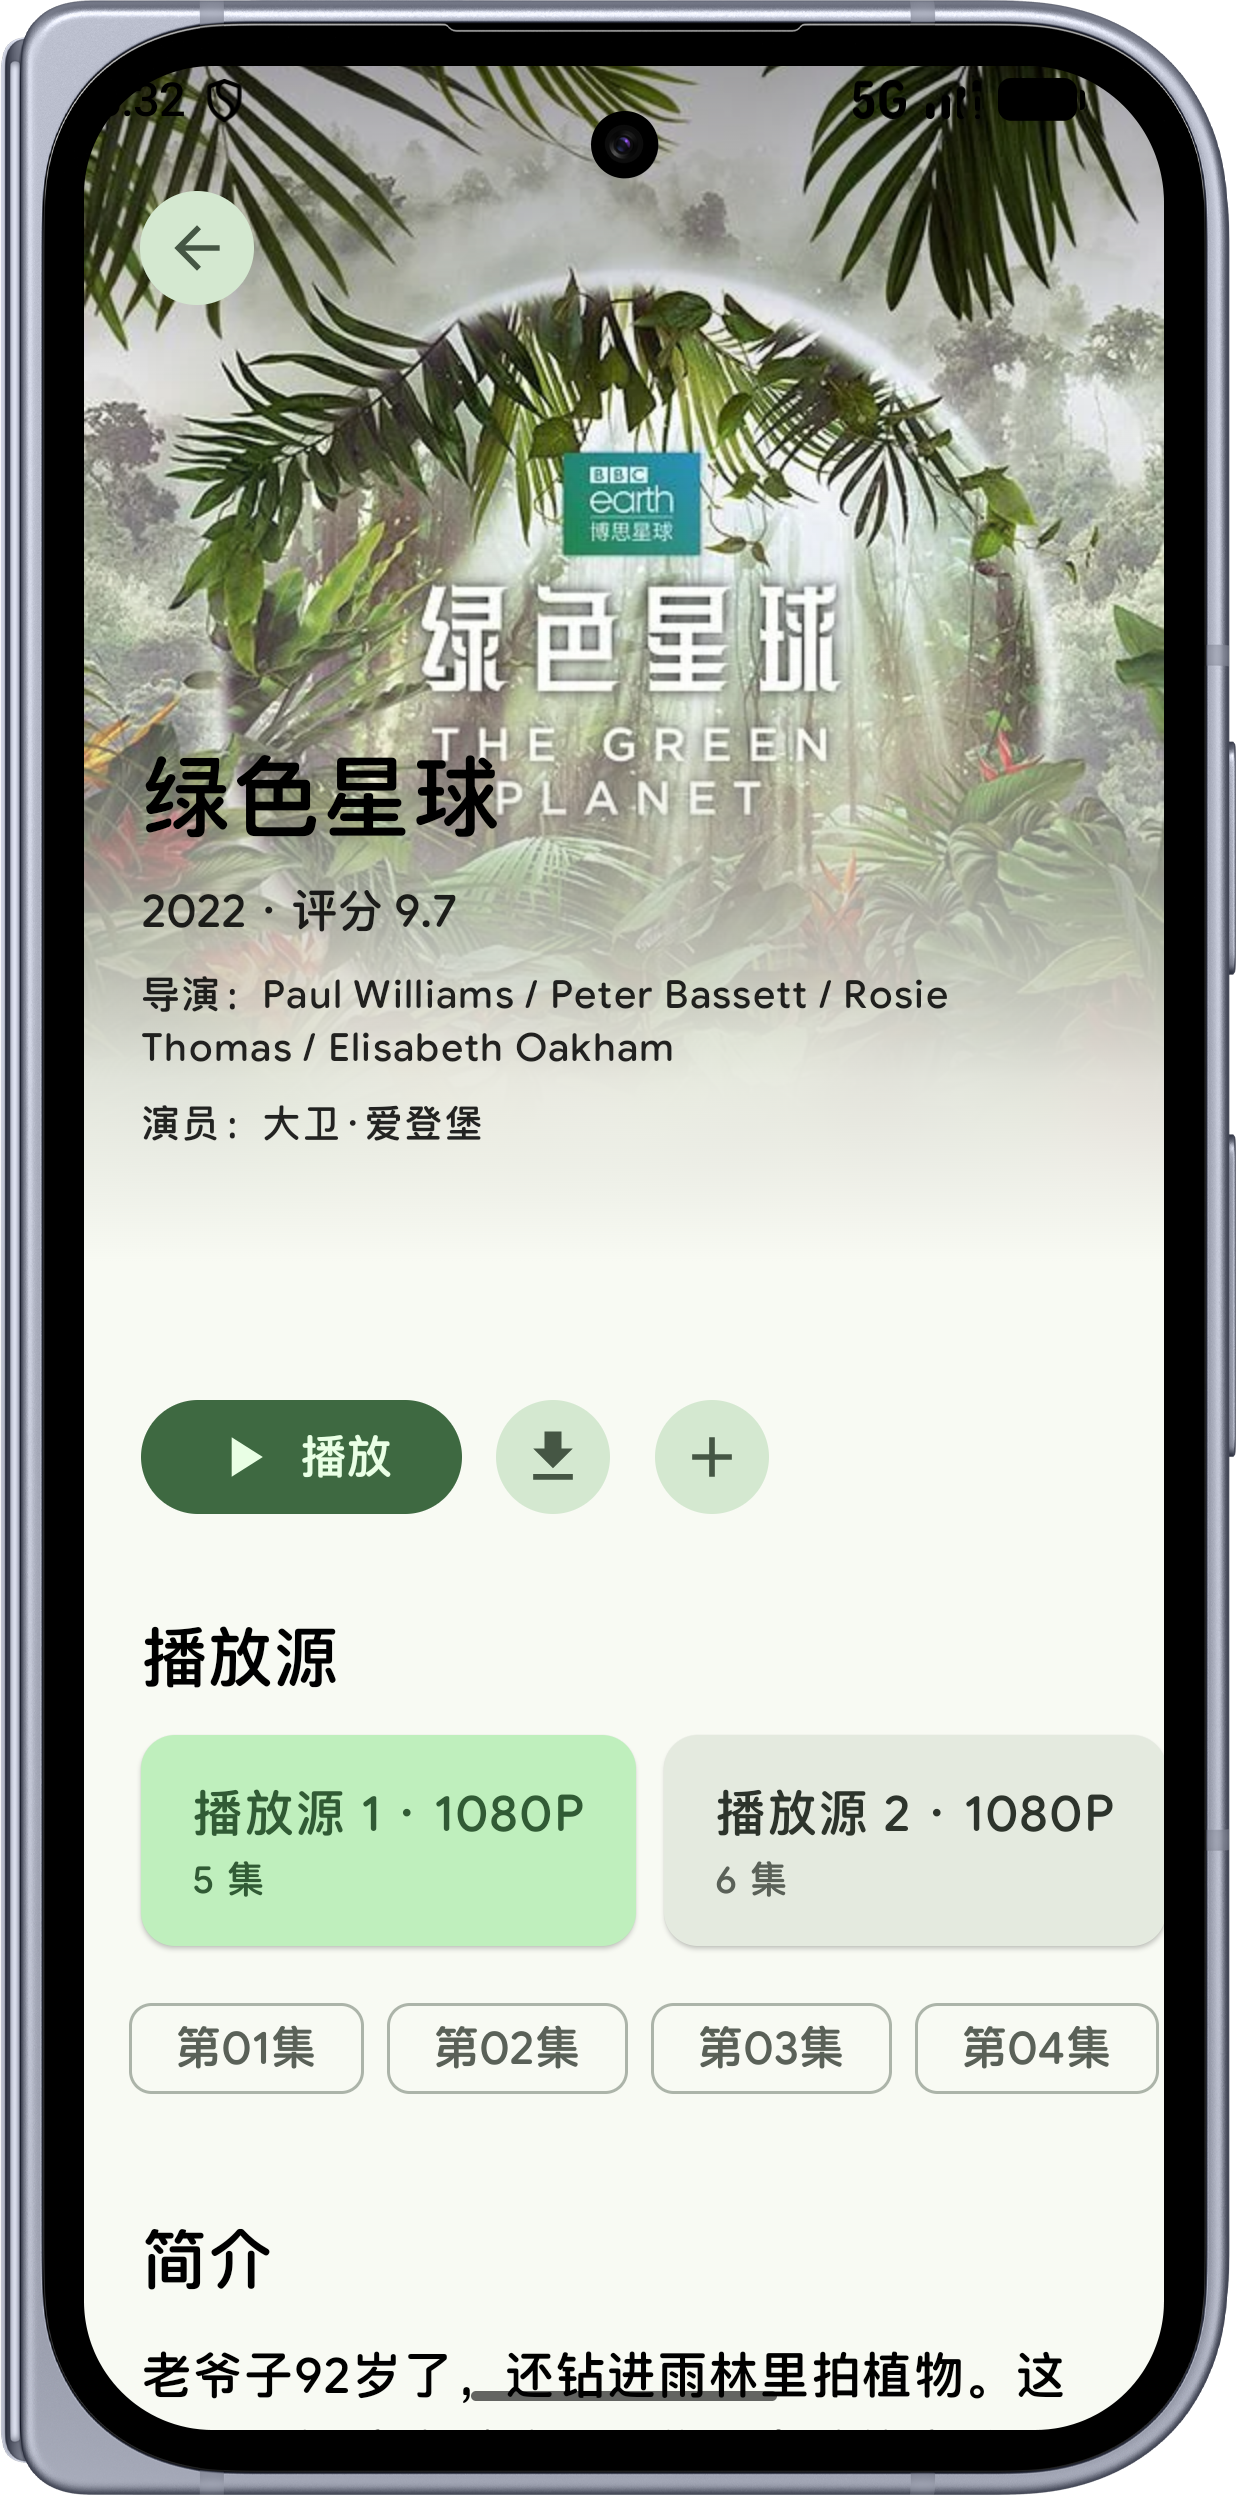 :32
5G
BBC
earth
博思星球
绿色星球
THE GREEN
PLANET
绿色星球
2022 · 评分 9.7
导演： Paul Williams / Peter Bassett / Rosie
Thomas / Elisabeth Oakham
演员： 大卫·爱登堡
播放
播放源
播放源 1 · 1080P
5 集
播放源 2 · 1080P
6 集
第01集
第02集
第03集
第04集
简介
老爷子92岁了，还钻进雨林里拍植物。这